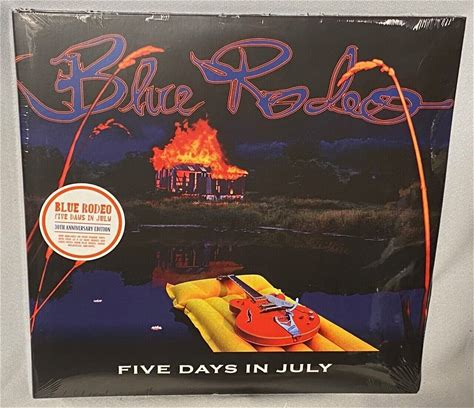 Blue Rodeo
BLUE RODEO
FIVE DAYS IN JULY
30TH ANNIVERSARY EDITION
FIVE DAYS IN JULY